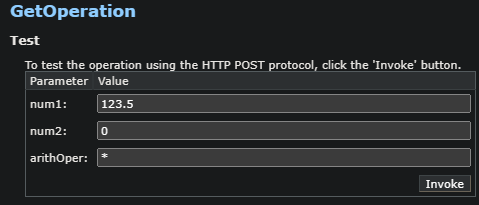 GetOperation
Test
To test the operation using the HTTP POST protocol, click the 'Invoke' button.
Parameter Value
num1: 123.5
num2: 0
arithOper: *
Invoke